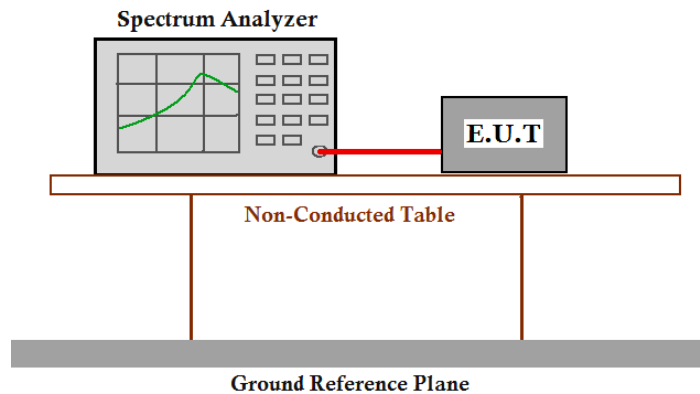 Spectrum Analyzer
E.U.T
Non-Conducted Table
Ground Reference Plane